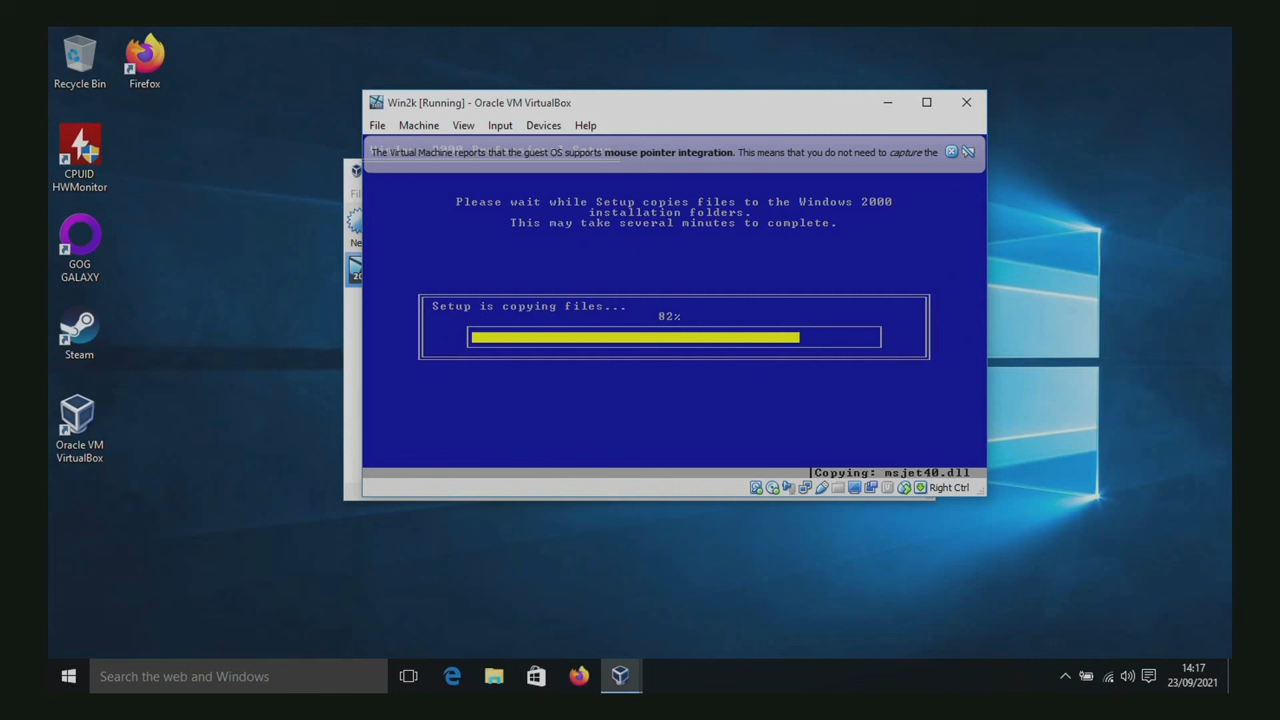 Recycle Bin
Firefox
CPUID
HWMonitor
GOG
GALAXY
Steam
Oracle VM
VirtualBox
Win2k [Running] - Oracle VM VirtualBox
File Machine View Input Devices Help
The Virtual Machine reports that the guest OS supports mouse pointer integration. This means that you do not need to capture the
Please wait while Setup copies files to the Windows 2000
installation folders.
This may take several minutes to complete.
Setup is copying files...
82%
|Copying: msjet40.dll
Right Ctrl
Search the web and Windows
14:17
23/09/2021